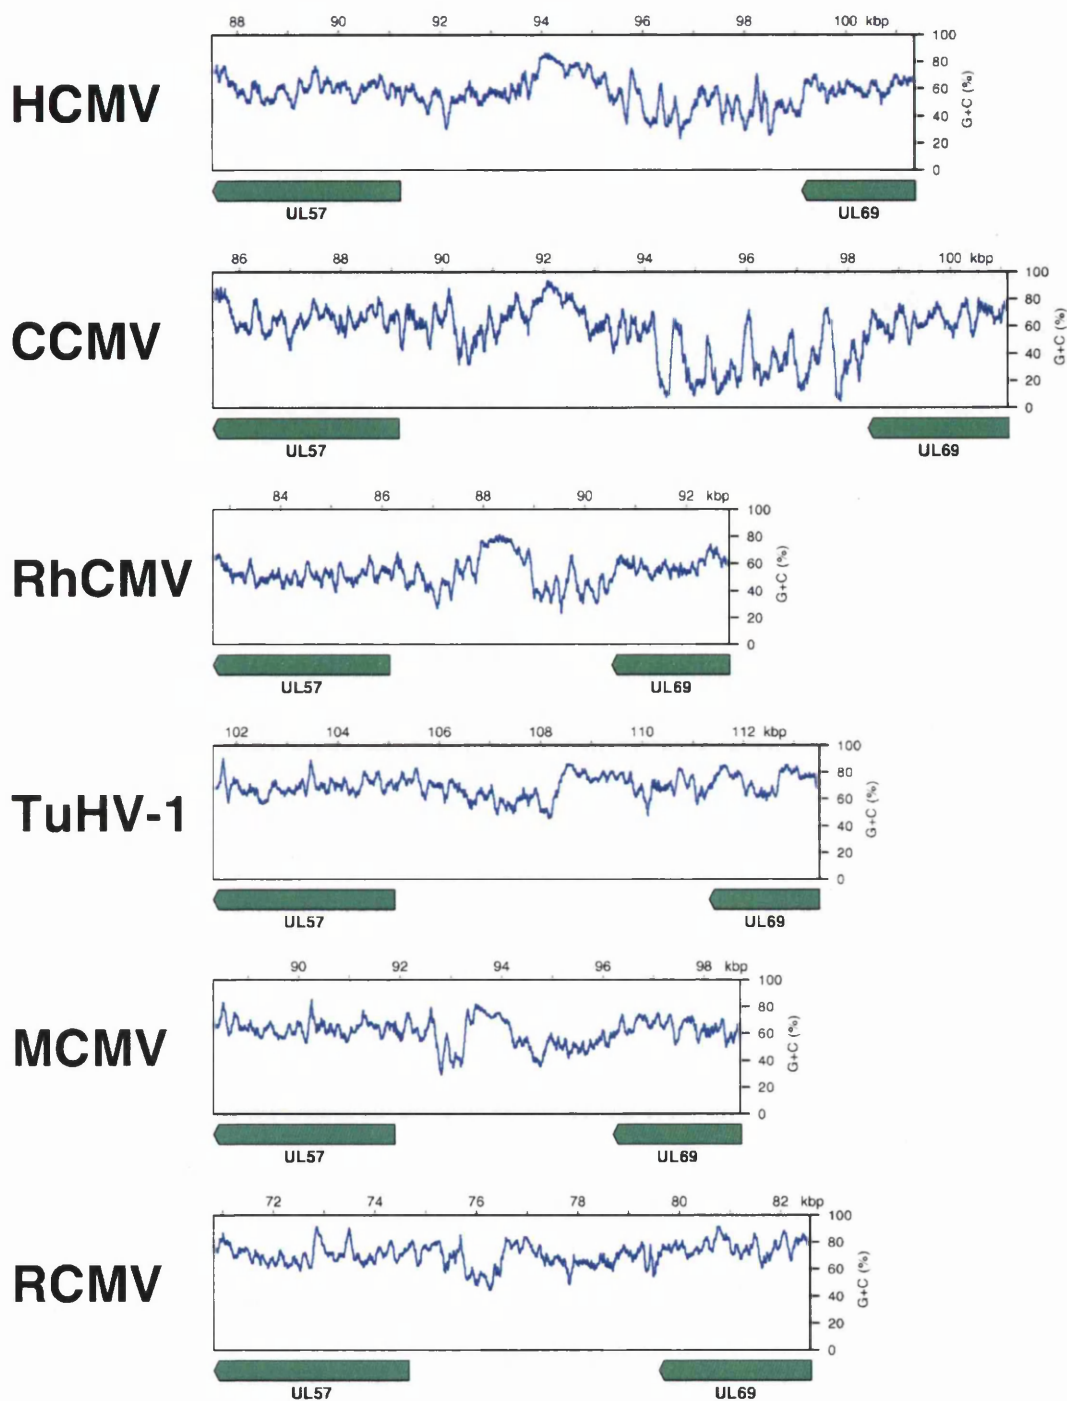 88 90 92 94 96 98 100 kbp
HCMV
100
80
60
40
20
0
G+C (%)
UL57 UL69
86 88 90 92 94 96 98 100 kbp
CCMV
100
80
60
40
20
0
G+C (%)
UL57 UL69
84 86 88 90 92 kbp
RhCMV
100
80
60
40
20
0
G+C (%)
UL57 UL69
102 104 106 108 110 112 kbp
TuHV-1
100
80
60
40
20
0
G+C (%)
UL57 UL69
90 92 94 96 98 kbp
MCMV
100
80
60
40
20
0
G+C (%)
UL57 UL69
72 74 76 78 80 82 kbp
RCMV
100
80
60
40
20
0
G+C (%)
UL57 UL69